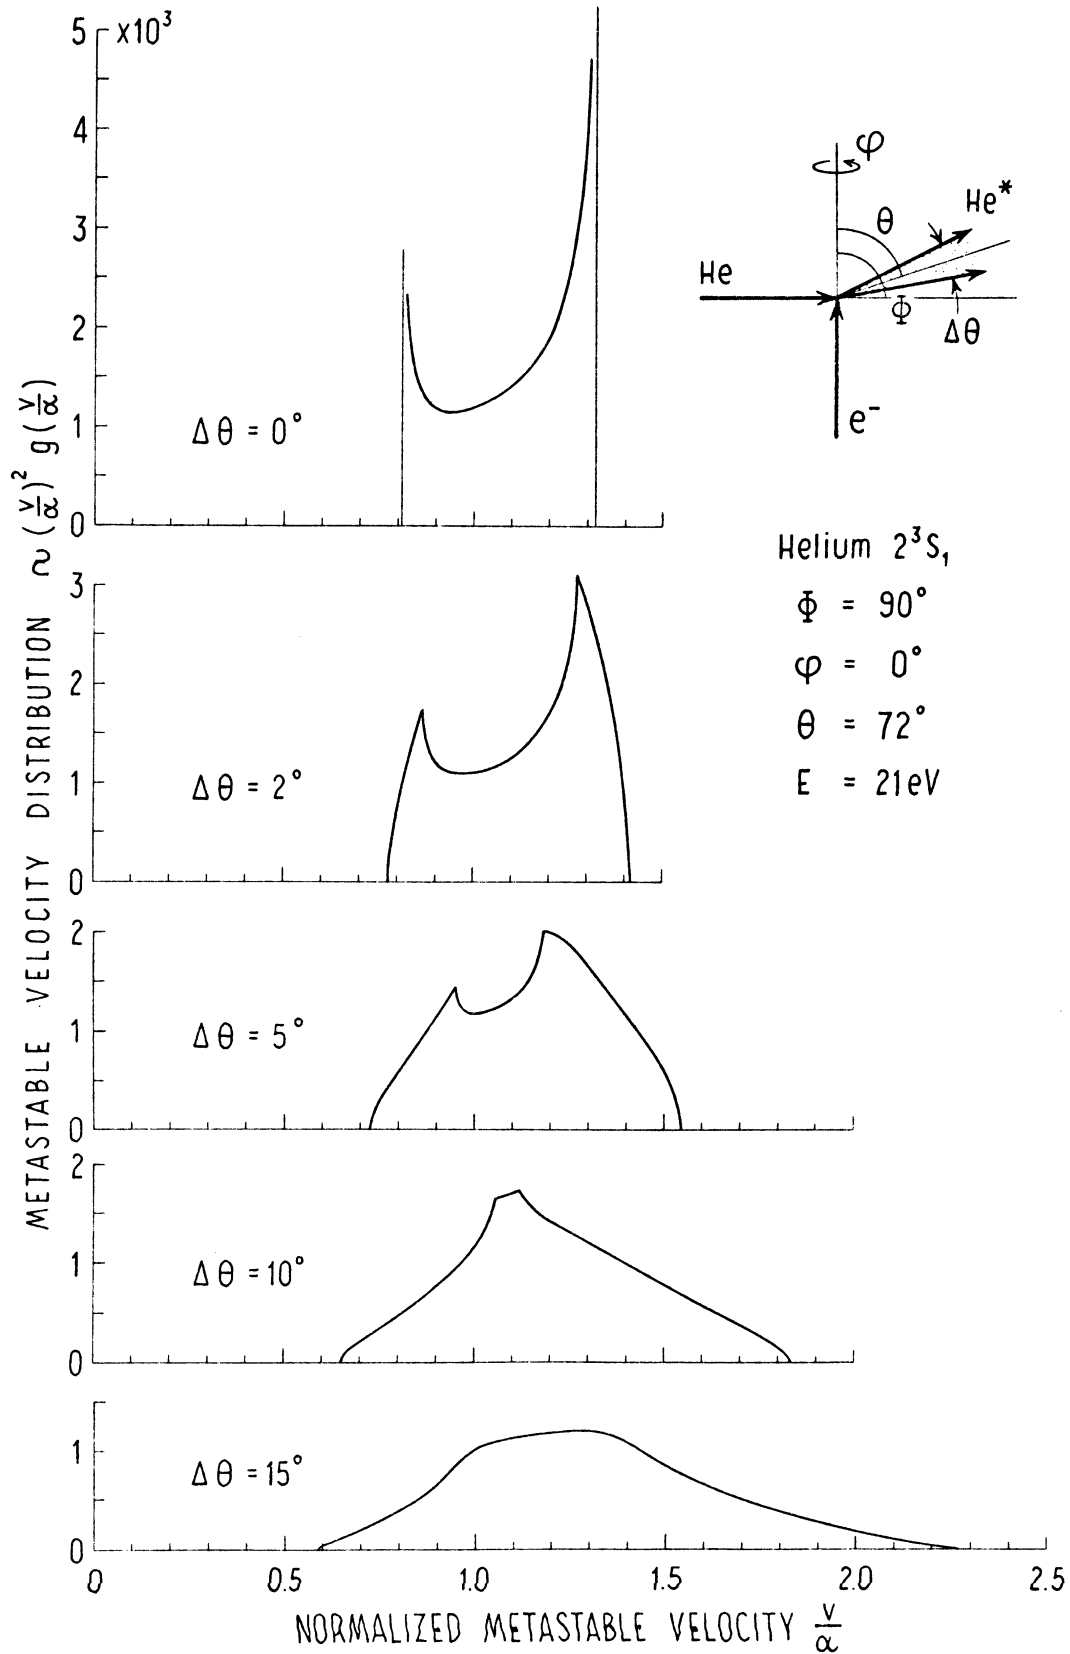 METASTABLE VELOCITY DISTRIBUTION ~ (v/α)² g(v/α)
5 ×10³
4
3
2
1
0
Δθ = 0°
φ
θ
He*
He
Φ
Δθ
e⁻
Helium 2³S₁
Φ = 90°
φ = 0°
θ = 72°
E = 21eV
3
2
1
0
Δθ = 2°
2
1
0
Δθ = 5°
2
1
0
Δθ = 10°
1
0
Δθ = 15°
0 0.5 1.0 1.5 2.0 2.5
NORMALIZED METASTABLE VELOCITY v/α